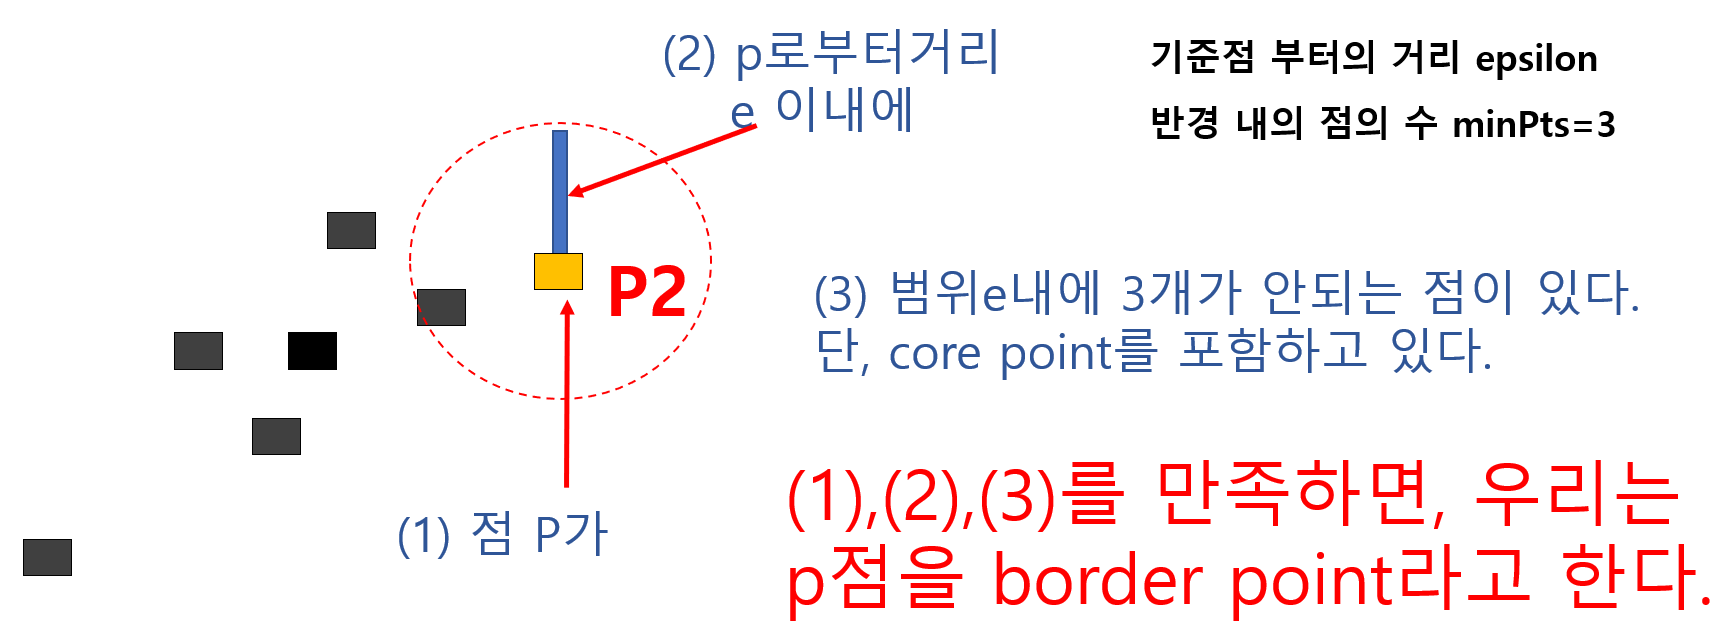 (2) p로부터거리
e 이내에
기준점 부터의 거리 epsilon
반경 내의 점의 수 minPts=3
P2
(3) 범위e내에 3개가 안되는 점이 있다.
단, core point를 포함하고 있다.
(1) 점 P가
(1),(2),(3)를 만족하면, 우리는
p점을 border point라고 한다.